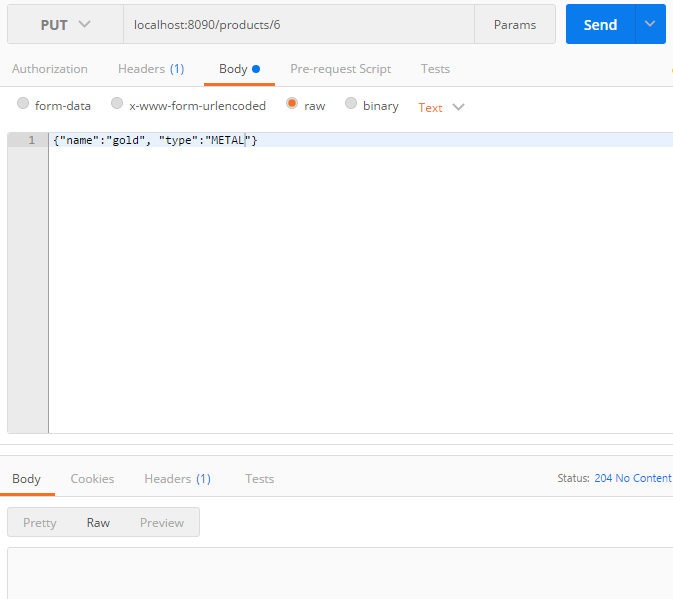 PUT localhost:8090/products/6 Params Send
Authorization Headers (1) Body Pre-request Script Tests
form-data x-www-form-urlencoded raw binary Text
1 {"name":"gold", "type":"METAL"}
Body Cookies Headers (1) Tests Status: 204 No Content
Pretty Raw Preview